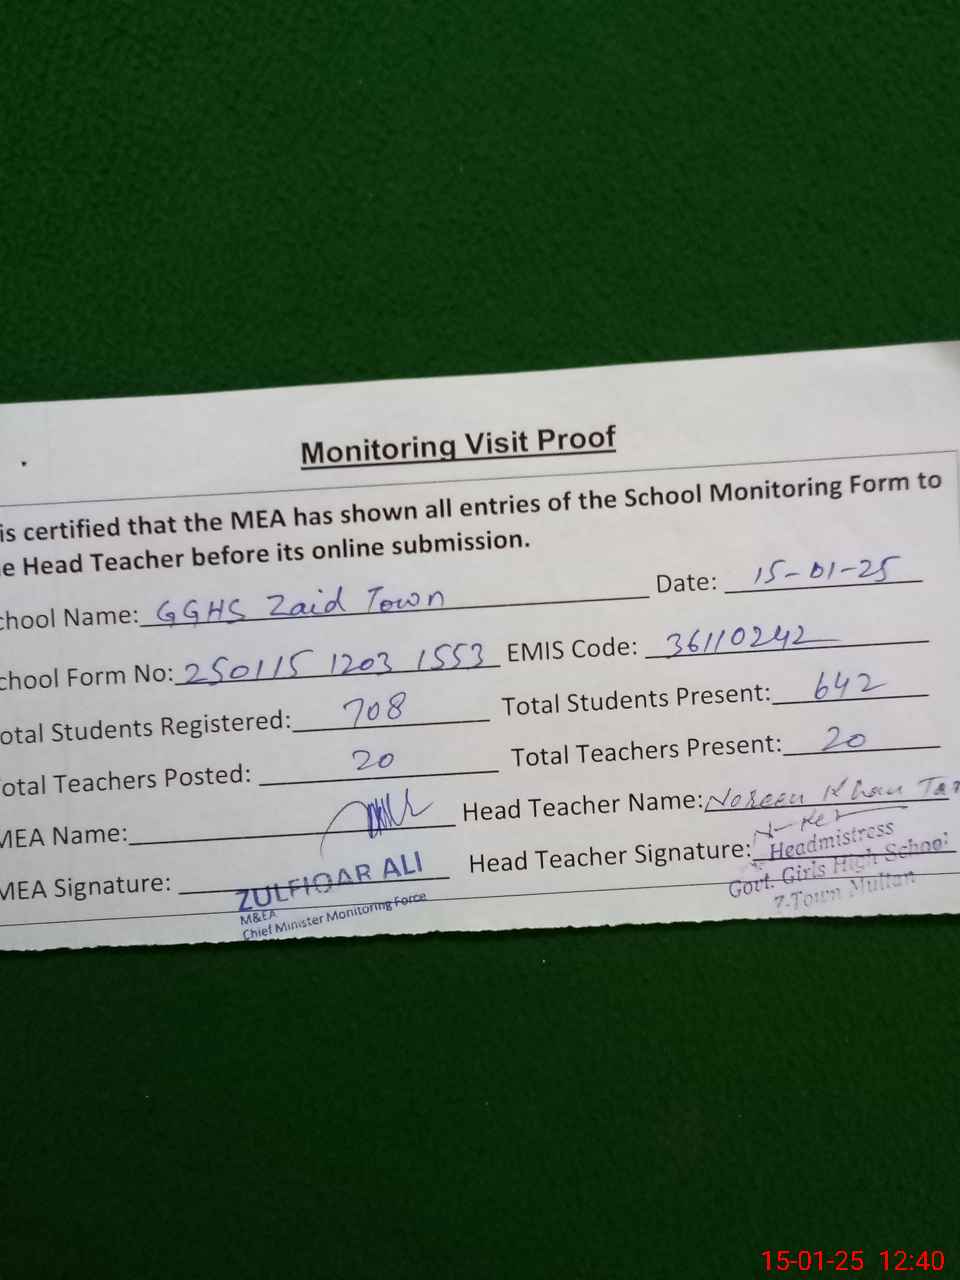 Monitoring Visit Proof
is certified that the MEA has shown all entries of the School Monitoring Form to
e Head Teacher before its online submission.
chool Name: GGHS Zaid Town Date: 15-01-25
chool Form No: 250115 1203 1553 EMIS Code: 36110242
otal Students Registered: 708 Total Students Present: 642
otal Teachers Posted: 20 Total Teachers Present: 20
MEA Name: Head Teacher Name: Noreen Khan
MEA Signature: Head Teacher Signature:
ZULFIQAR ALI
M&EA
Chief Minister Monitoring Force
Headmistress
Govt. Girls High School
Z-Town Multan
15-01-25 12:40